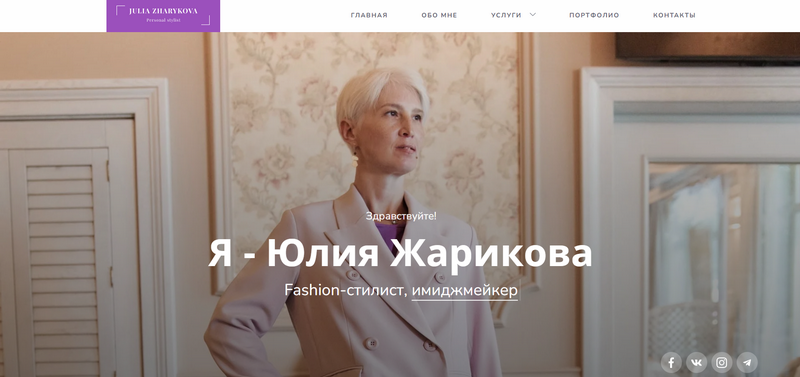 JULIA ZHARYKOVA
Personal stylist
ГЛАВНАЯ ОБО МНЕ УСЛУГИ ПОРТФОЛИО КОНТАКТЫ
Здравствуйте!
Я - Юлия Жарикова
Fashion-стилист, имиджмейкер